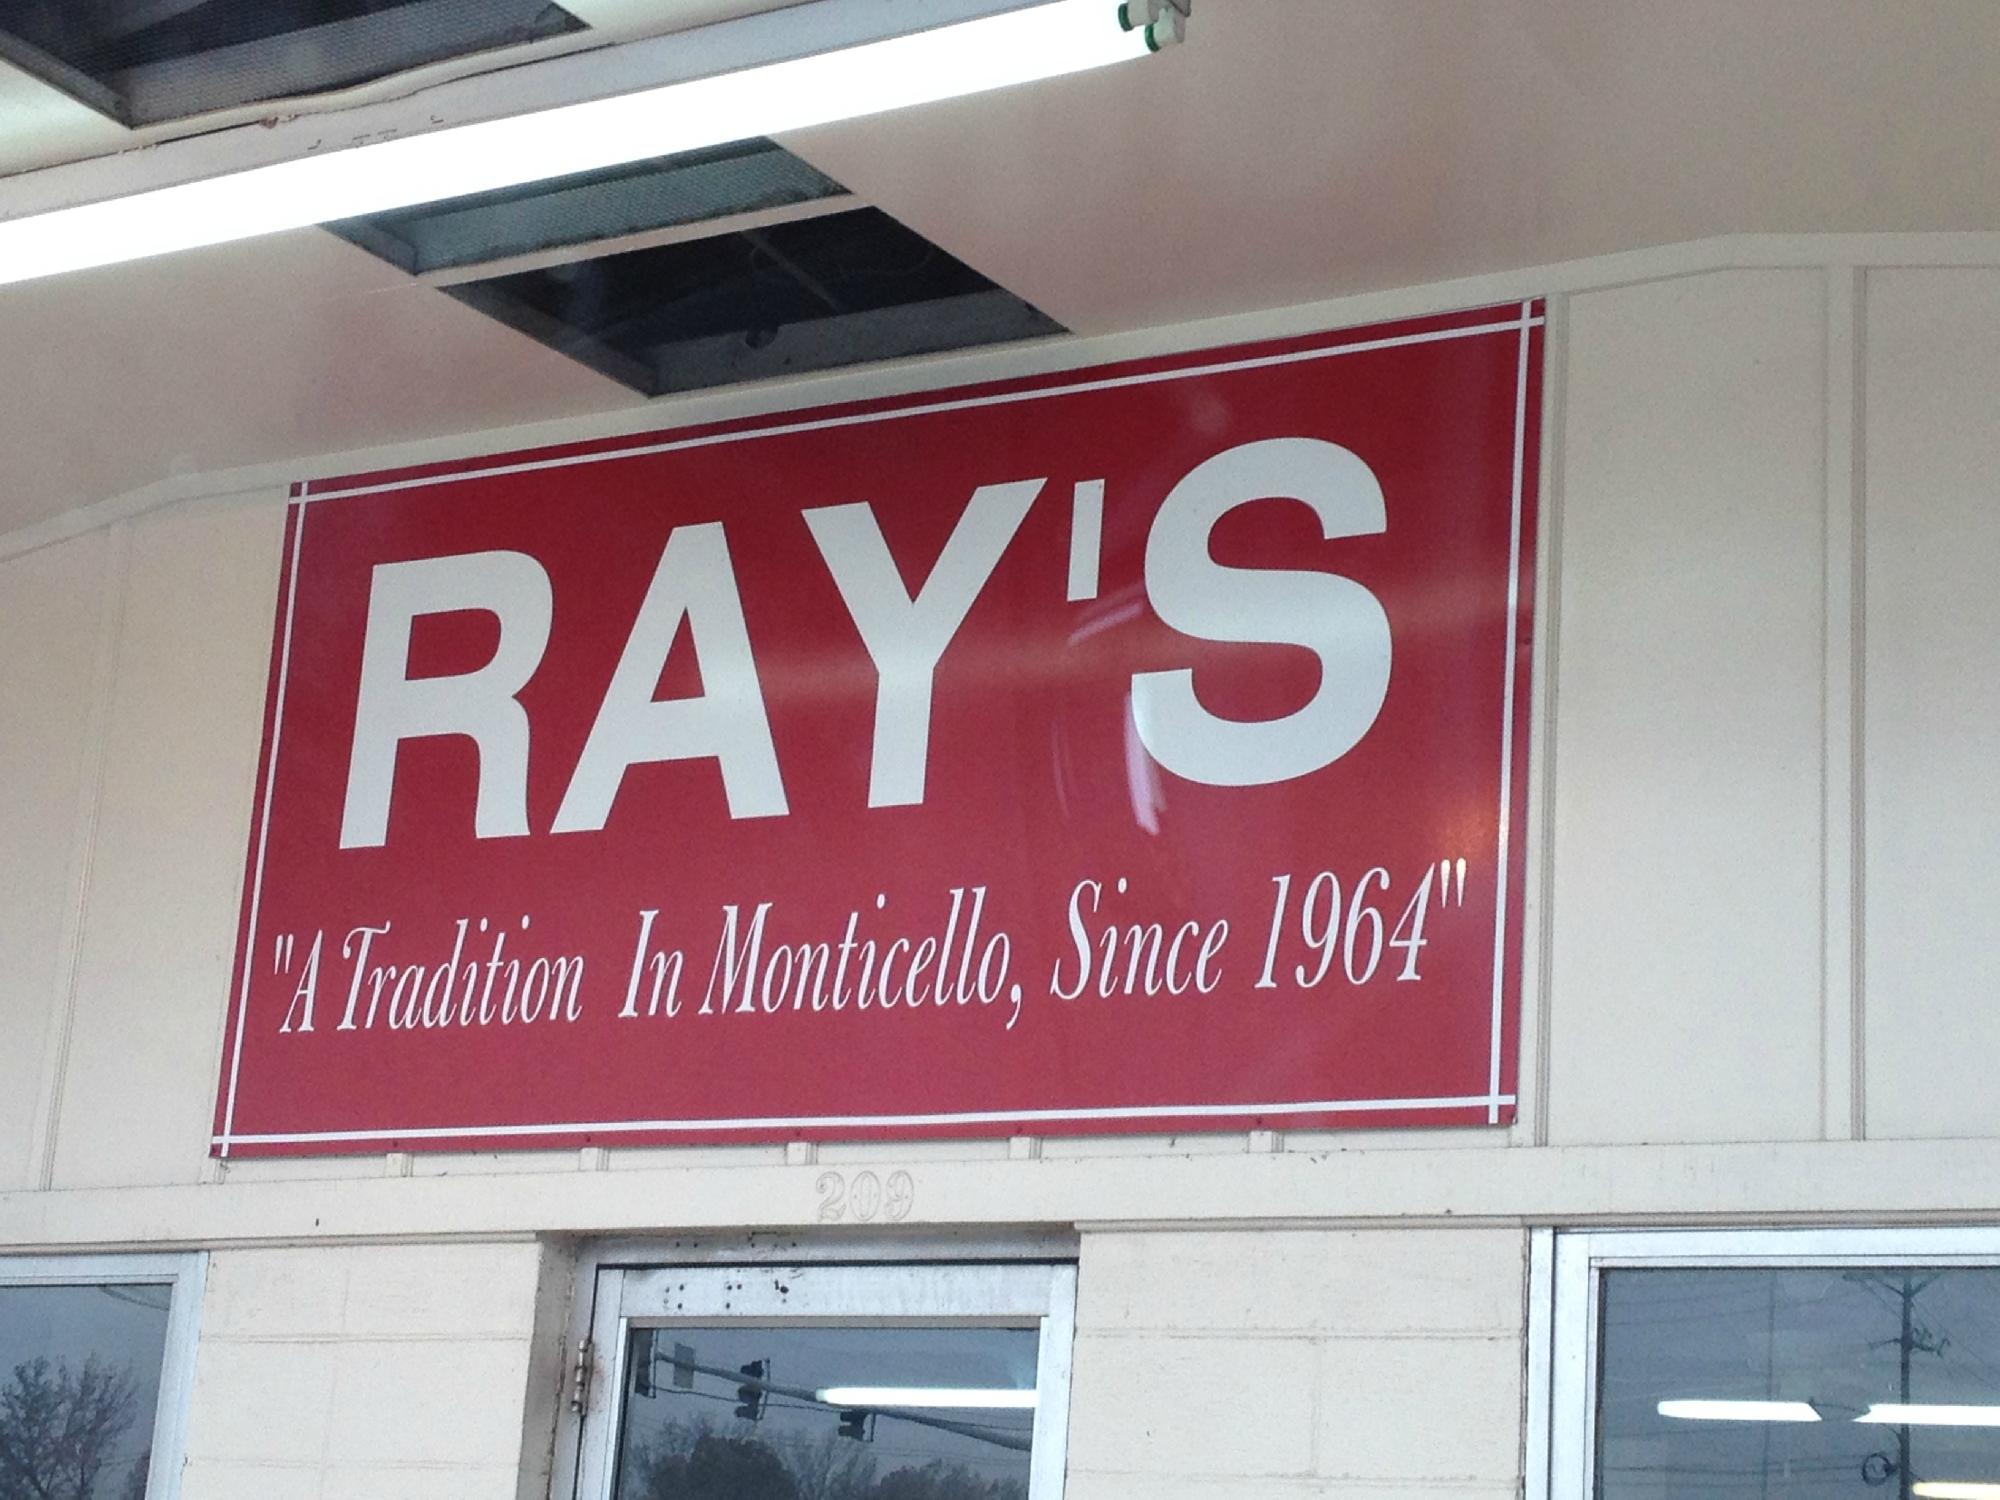 RAY'S
"A Tradition In Monticello, Since 1964"
209